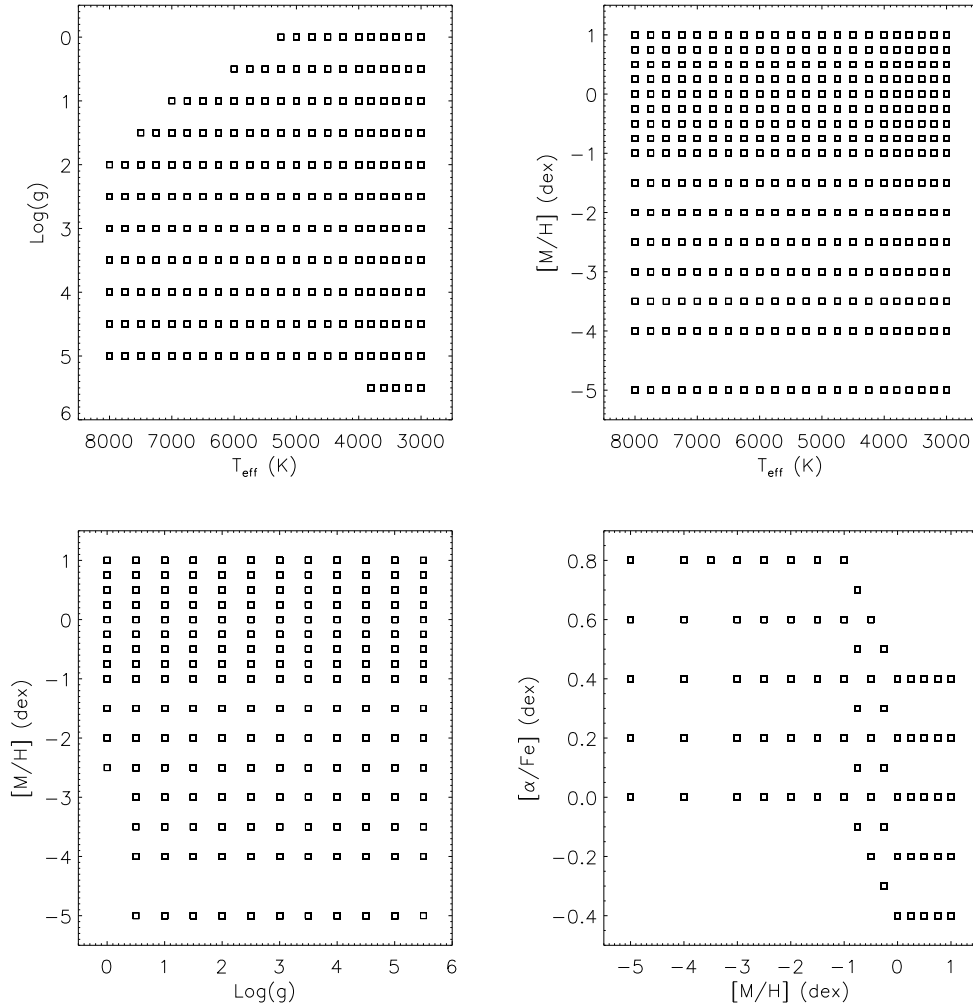 0
1
2
3
4
5
6
Log(g)
8000 7000 6000 5000 4000 3000
T_eff (K)
1
0
−1
−2
−3
−4
−5
[M/H] (dex)
8000 7000 6000 5000 4000 3000
T_eff (K)
1
0
−1
−2
−3
−4
−5
[M/H] (dex)
0 1 2 3 4 5 6
Log(g)
0.8
0.6
0.4
0.2
0.0
−0.2
−0.4
[α/Fe] (dex)
−5 −4 −3 −2 −1 0 1
[M/H] (dex)